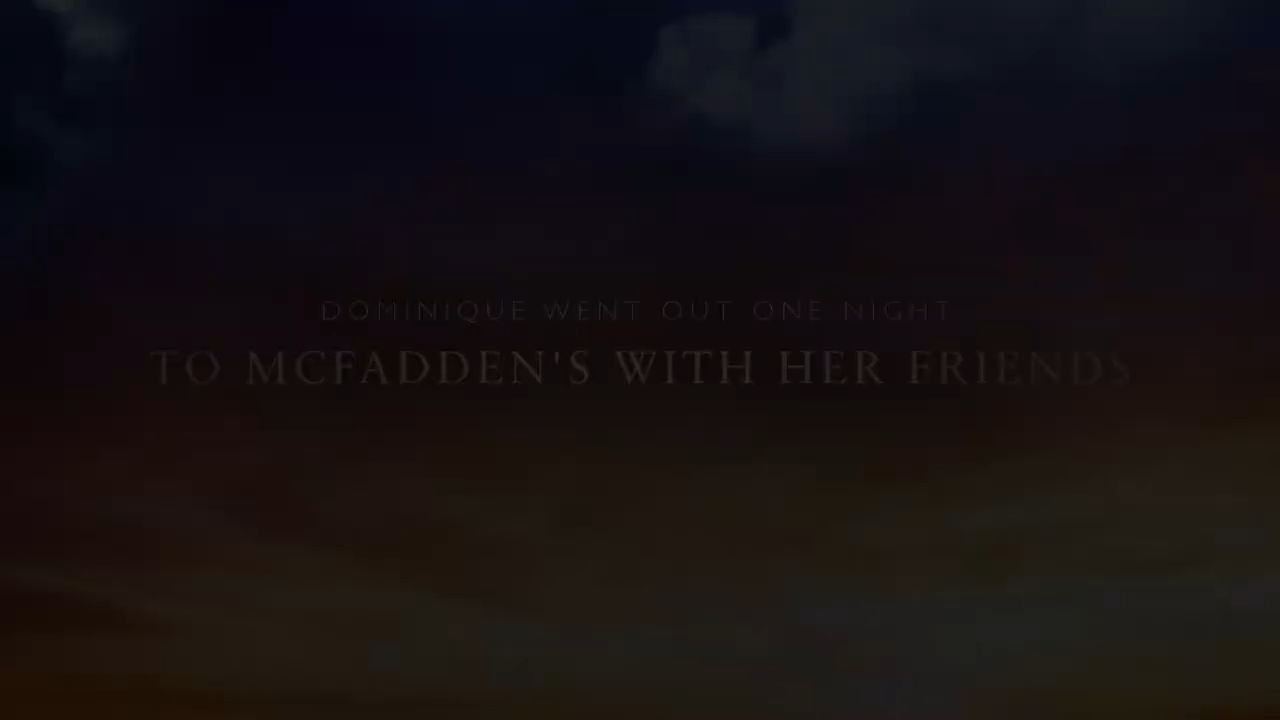 DOMINIQUE WENT OUT ONE NIGHT
TO MCFADDEN'S WITH HER FRIENDS